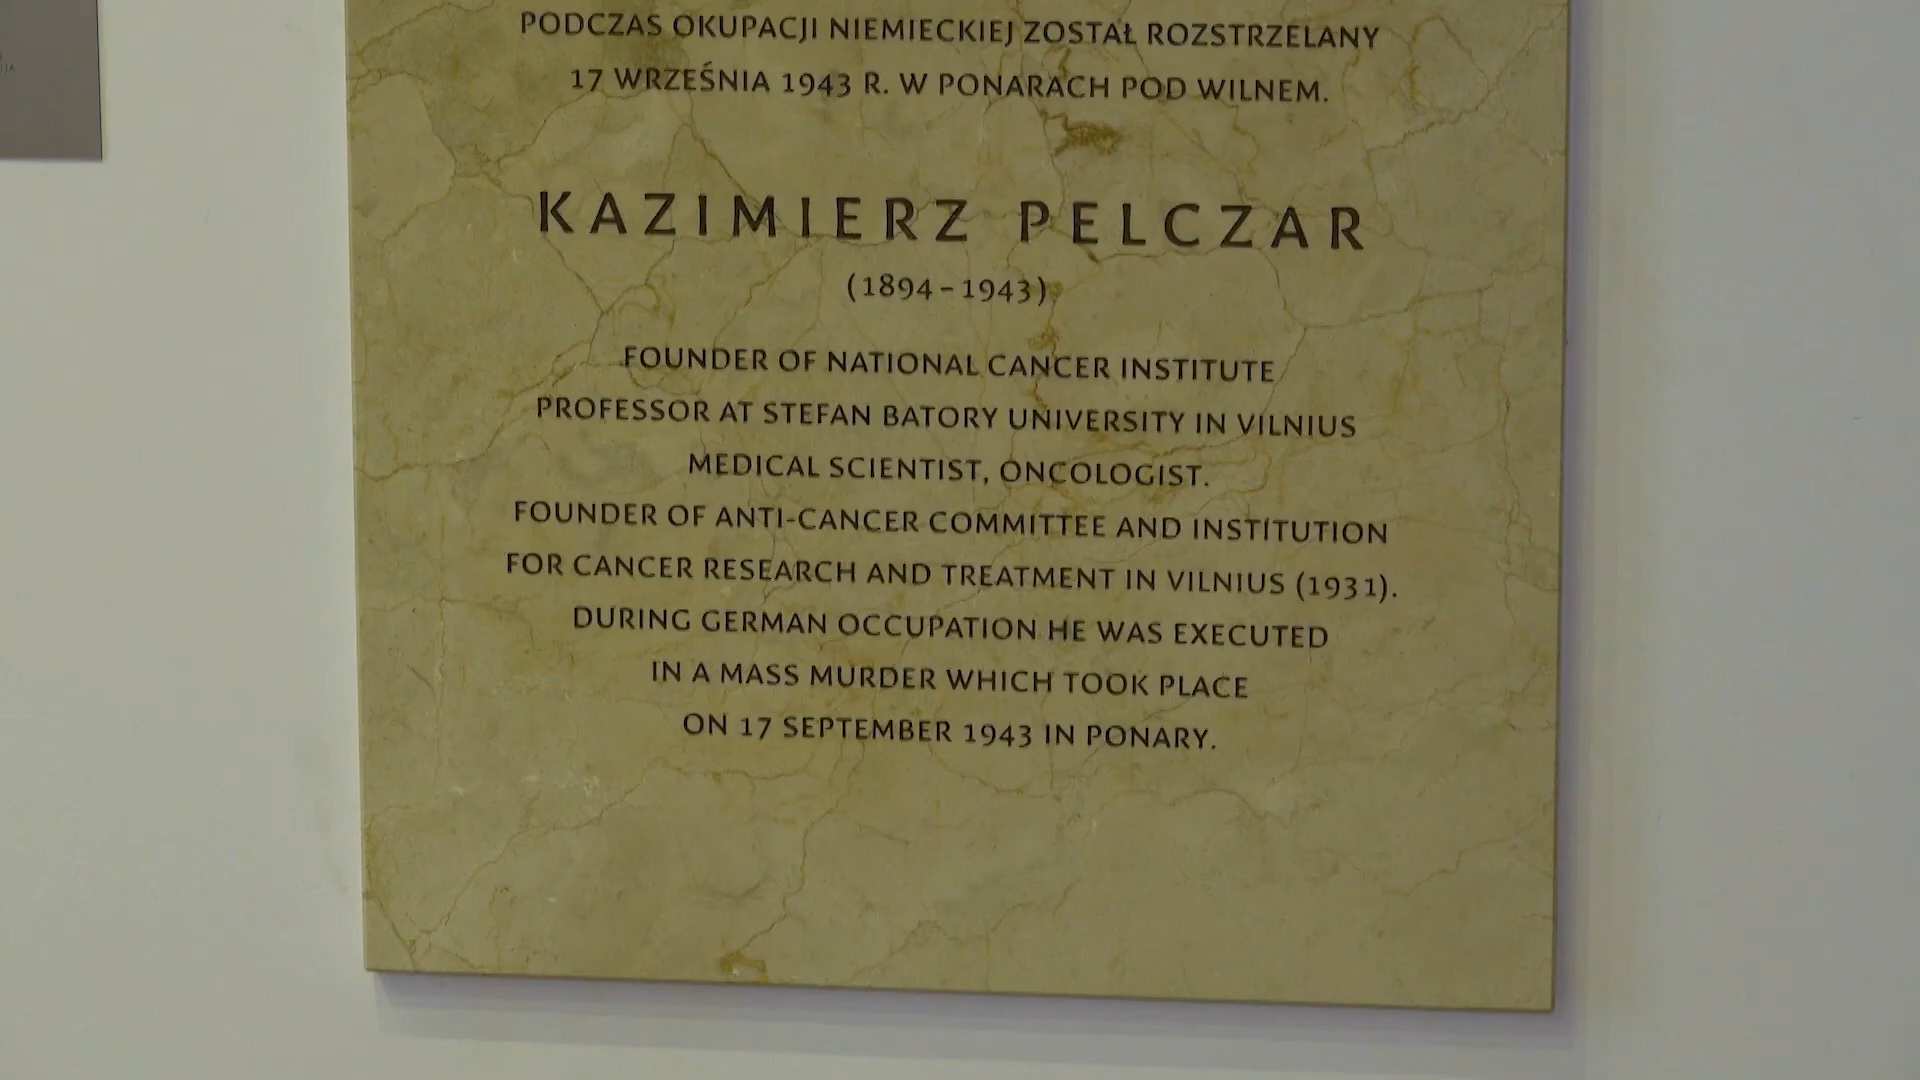 PODCZAS OKUPACJI NIEMIECKIEJ ZOSTAŁ ROZSTRZELANY
17 WRZEŚNIA 1943 R. W PONARACH POD WILNEM.
KAZIMIERZ PELCZAR
(1894-1943)
FOUNDER OF NATIONAL CANCER INSTITUTE
PROFESSOR AT STEFAN BATORY UNIVERSITY IN VILNIUS
MEDICAL SCIENTIST, ONCOLOGIST.
FOUNDER OF ANTI-CANCER COMMITTEE AND INSTITUTION
FOR CANCER RESEARCH AND TREATMENT IN VILNIUS (1931).
DURING GERMAN OCCUPATION HE WAS EXECUTED
IN A MASS MURDER WHICH TOOK PLACE
ON 17 SEPTEMBER 1943 IN PONARY.